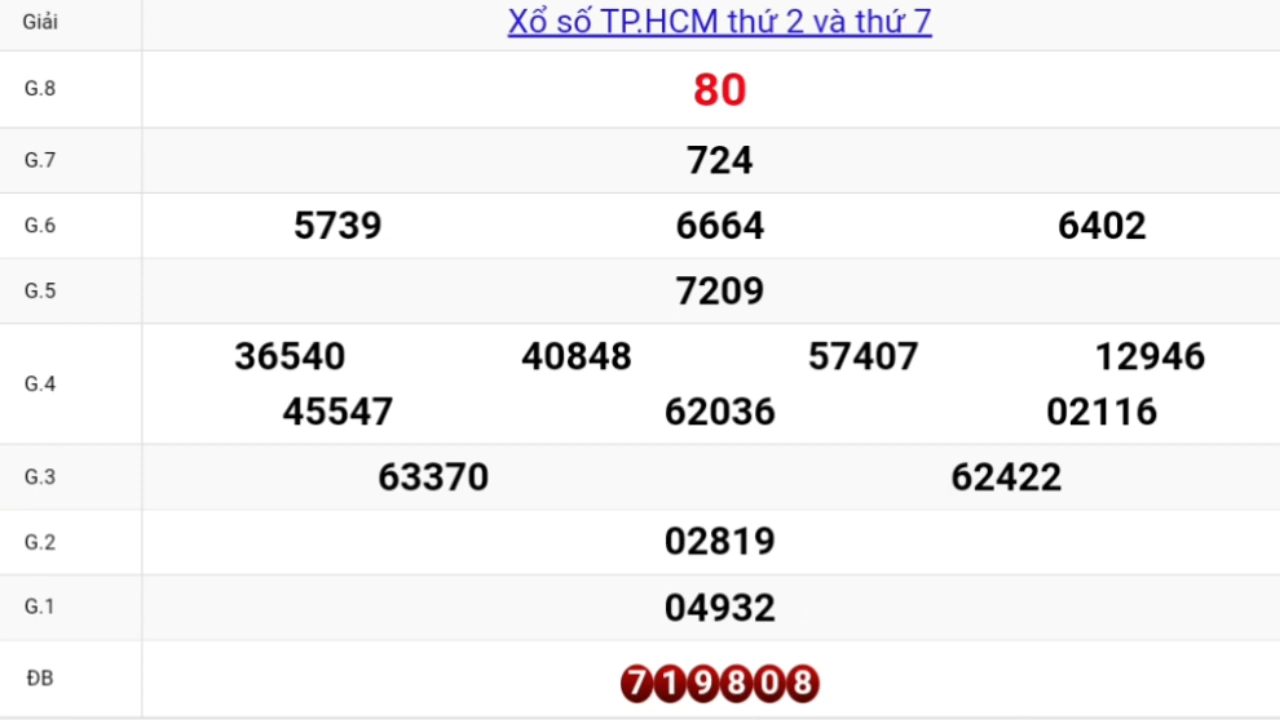 Giải Xổ số TP.HCM thứ 2 và thứ 7
G.8 80
G.7 724
G.6 5739 6664 6402
G.5 7209
G.4 36540 40848 57407 12946
45547 62036 02116
G.3 63370 62422
G.2 02819
G.1 04932
ĐB 719808